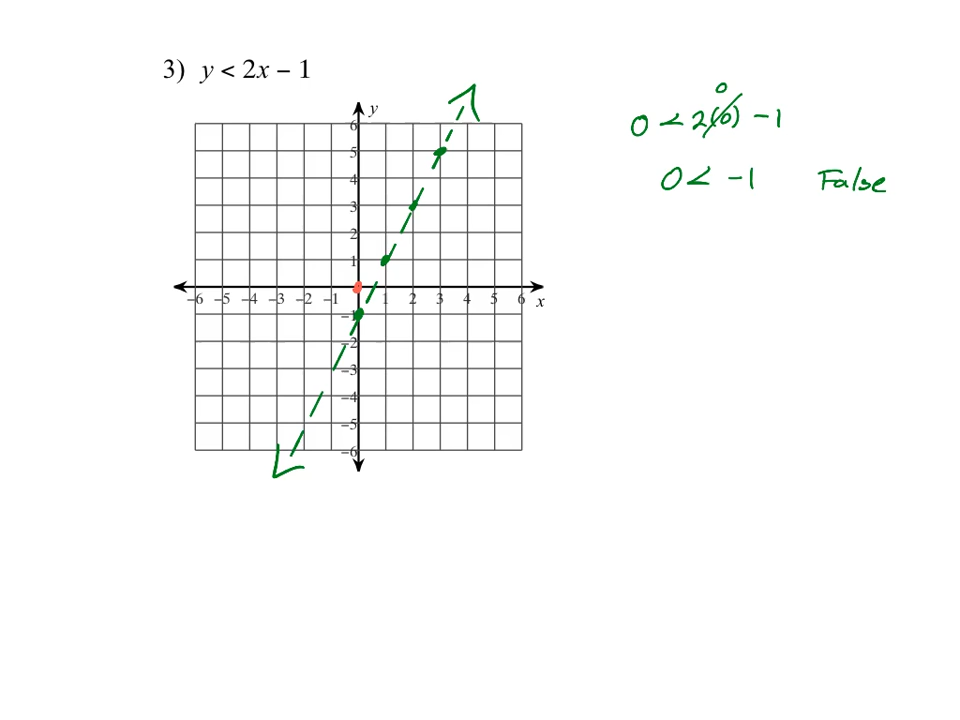 3) y < 2x − 1
y
6
5
4
3
2
1
−6 −5 −4 −3 −2 −1 1 2 3 4 5 6 x
−1
−2
−3
−4
−5
−6
0
0 < 2(0) − 1
0 < −1 False